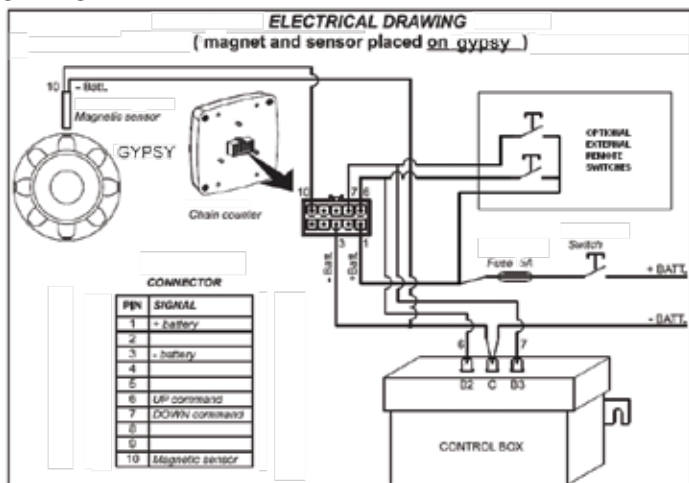 ELECTRICAL DRAWING
( magnet and sensor placed on gypsy )
10 - Batt.
Magnetic sensor
GYPSY
Chain counter
10 7 6
3 1
- Batt.
+Batt.
OPTIONAL
EXTERNAL
REMOTE
SWITCHES
Switch
Fuse 5A
+ BATT.
- BATT.
6 7
B2 C B3
CONTROL BOX
CONNECTOR
PIN SIGNAL
1 + battery
2
3 - battery
4
5
6 UP command
7 DOWN command
8
9
10 Magnetic sensor